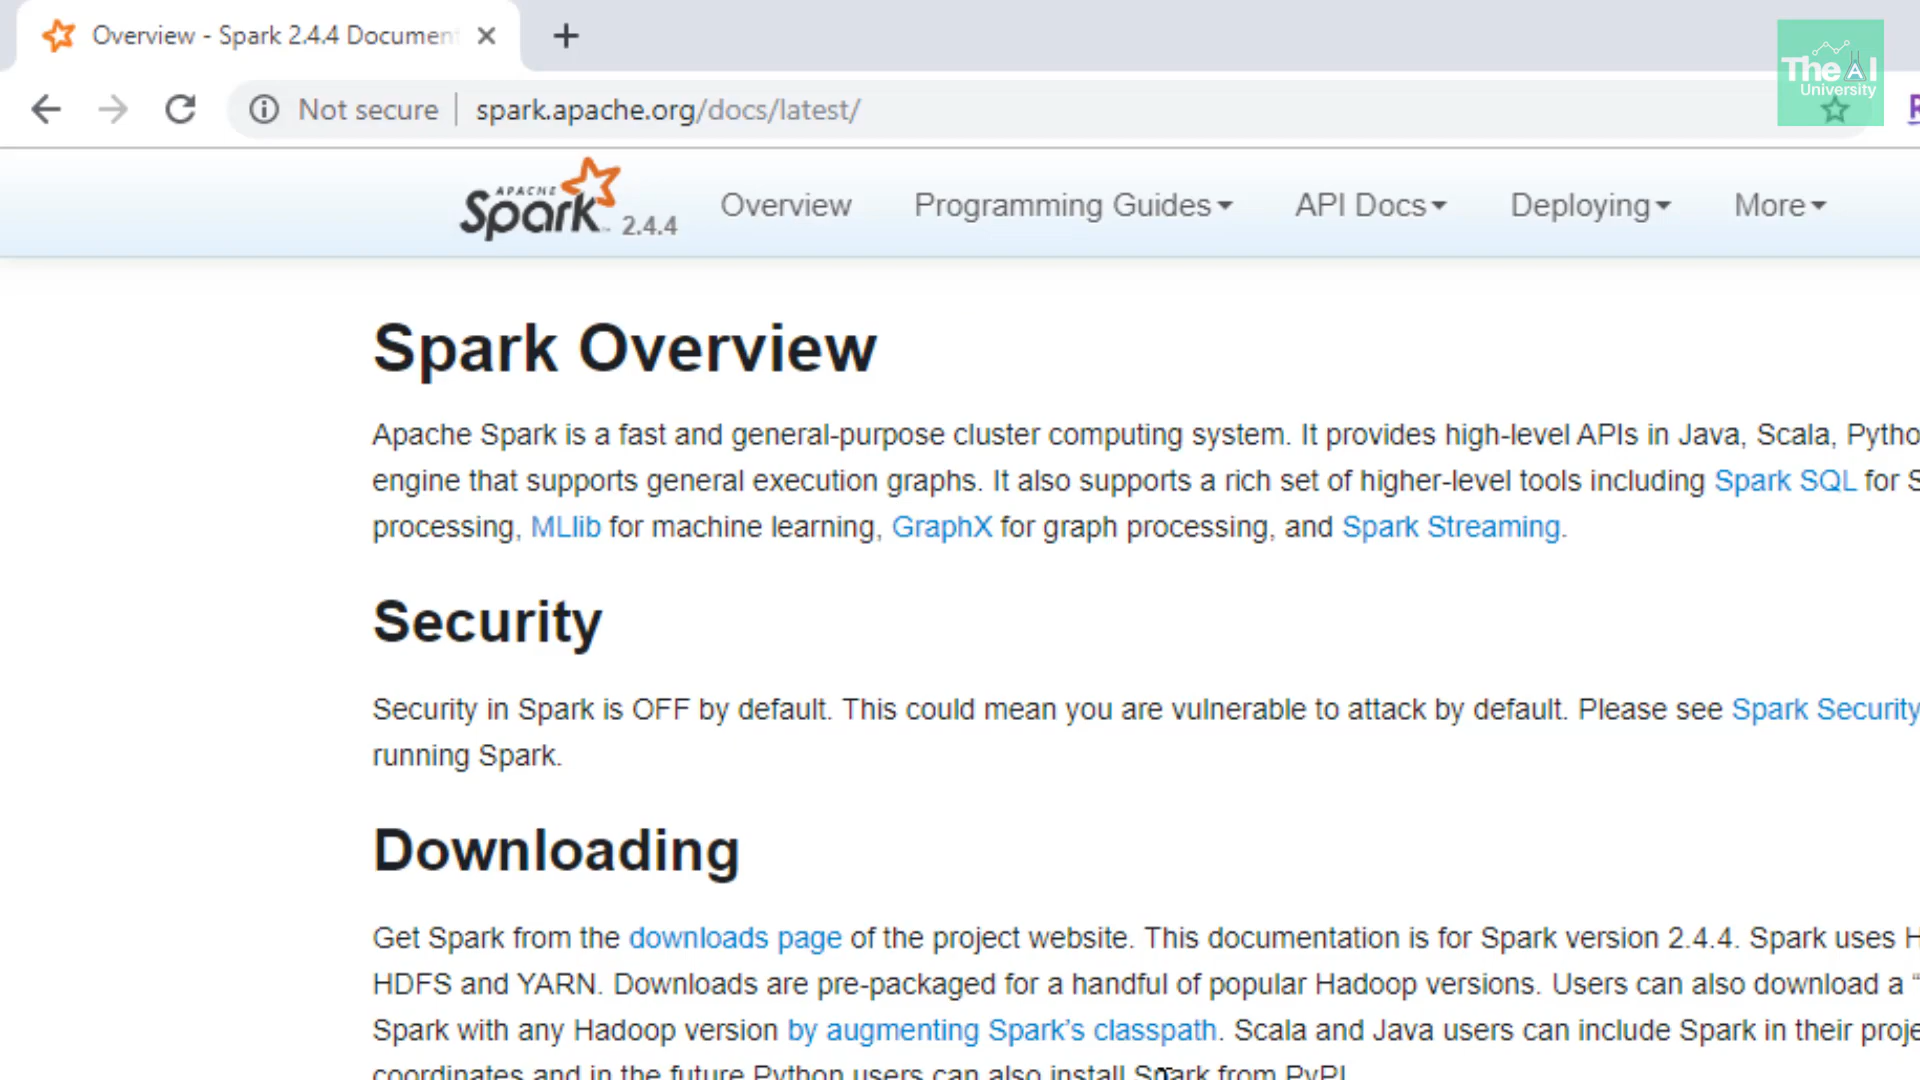 Overview - Spark 2.4.4 Documen
The AI
University
Not secure | spark.apache.org/docs/latest/
APACHE
Spark 2.4.4
Overview Programming Guides API Docs Deploying More
Spark Overview
Apache Spark is a fast and general-purpose cluster computing system. It provides high-level APIs in Java, Scala, Pytho
engine that supports general execution graphs. It also supports a rich set of higher-level tools including Spark SQL for S
processing, MLlib for machine learning, GraphX for graph processing, and Spark Streaming.
Security
Security in Spark is OFF by default. This could mean you are vulnerable to attack by default. Please see Spark Security
running Spark.
Downloading
Get Spark from the downloads page of the project website. This documentation is for Spark version 2.4.4. Spark uses H
HDFS and YARN. Downloads are pre-packaged for a handful of popular Hadoop versions. Users can also download a “
Spark with any Hadoop version by augmenting Spark’s classpath. Scala and Java users can include Spark in their proje
coordinates and in the future Python users can also install Spark from PyPI.